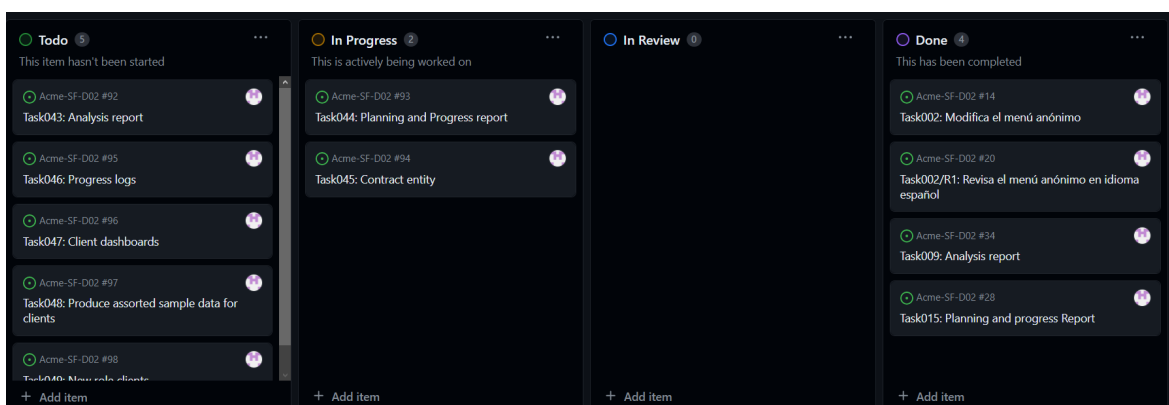 Todo 5 ...
This item hasn't been started
Acme-SF-D02 #92
Task043: Analysis report
Acme-SF-D02 #95
Task046: Progress logs
Acme-SF-D02 #96
Task047: Client dashboards
Acme-SF-D02 #97
Task048: Produce assorted sample data for
clients
Acme-SF-D02 #98
Task049: New role clients
+ Add item
In Progress 2 ...
This is actively being worked on
Acme-SF-D02 #93
Task044: Planning and Progress report
Acme-SF-D02 #94
Task045: Contract entity
+ Add item
In Review 0 ...
+ Add item
Done 4 ...
This has been completed
Acme-SF-D02 #14
Task002: Modifica el menú anónimo
Acme-SF-D02 #20
Task002/R1: Revisa el menú anónimo en idioma
español
Acme-SF-D02 #34
Task009: Analysis report
Acme-SF-D02 #28
Task015: Planning and progress Report
+ Add item